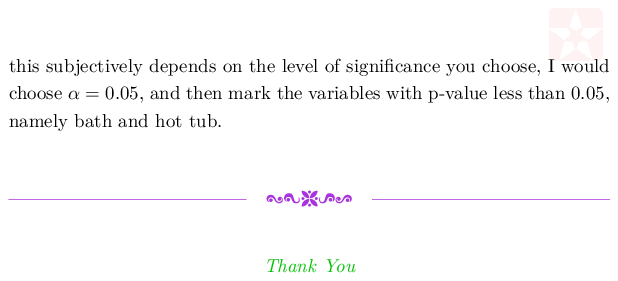 this subjectively depends on the level of significance you choose, I would
choose α = 0.05, and then mark the variables with p-value less than 0.05,
namely bath and hot tub.
Thank You